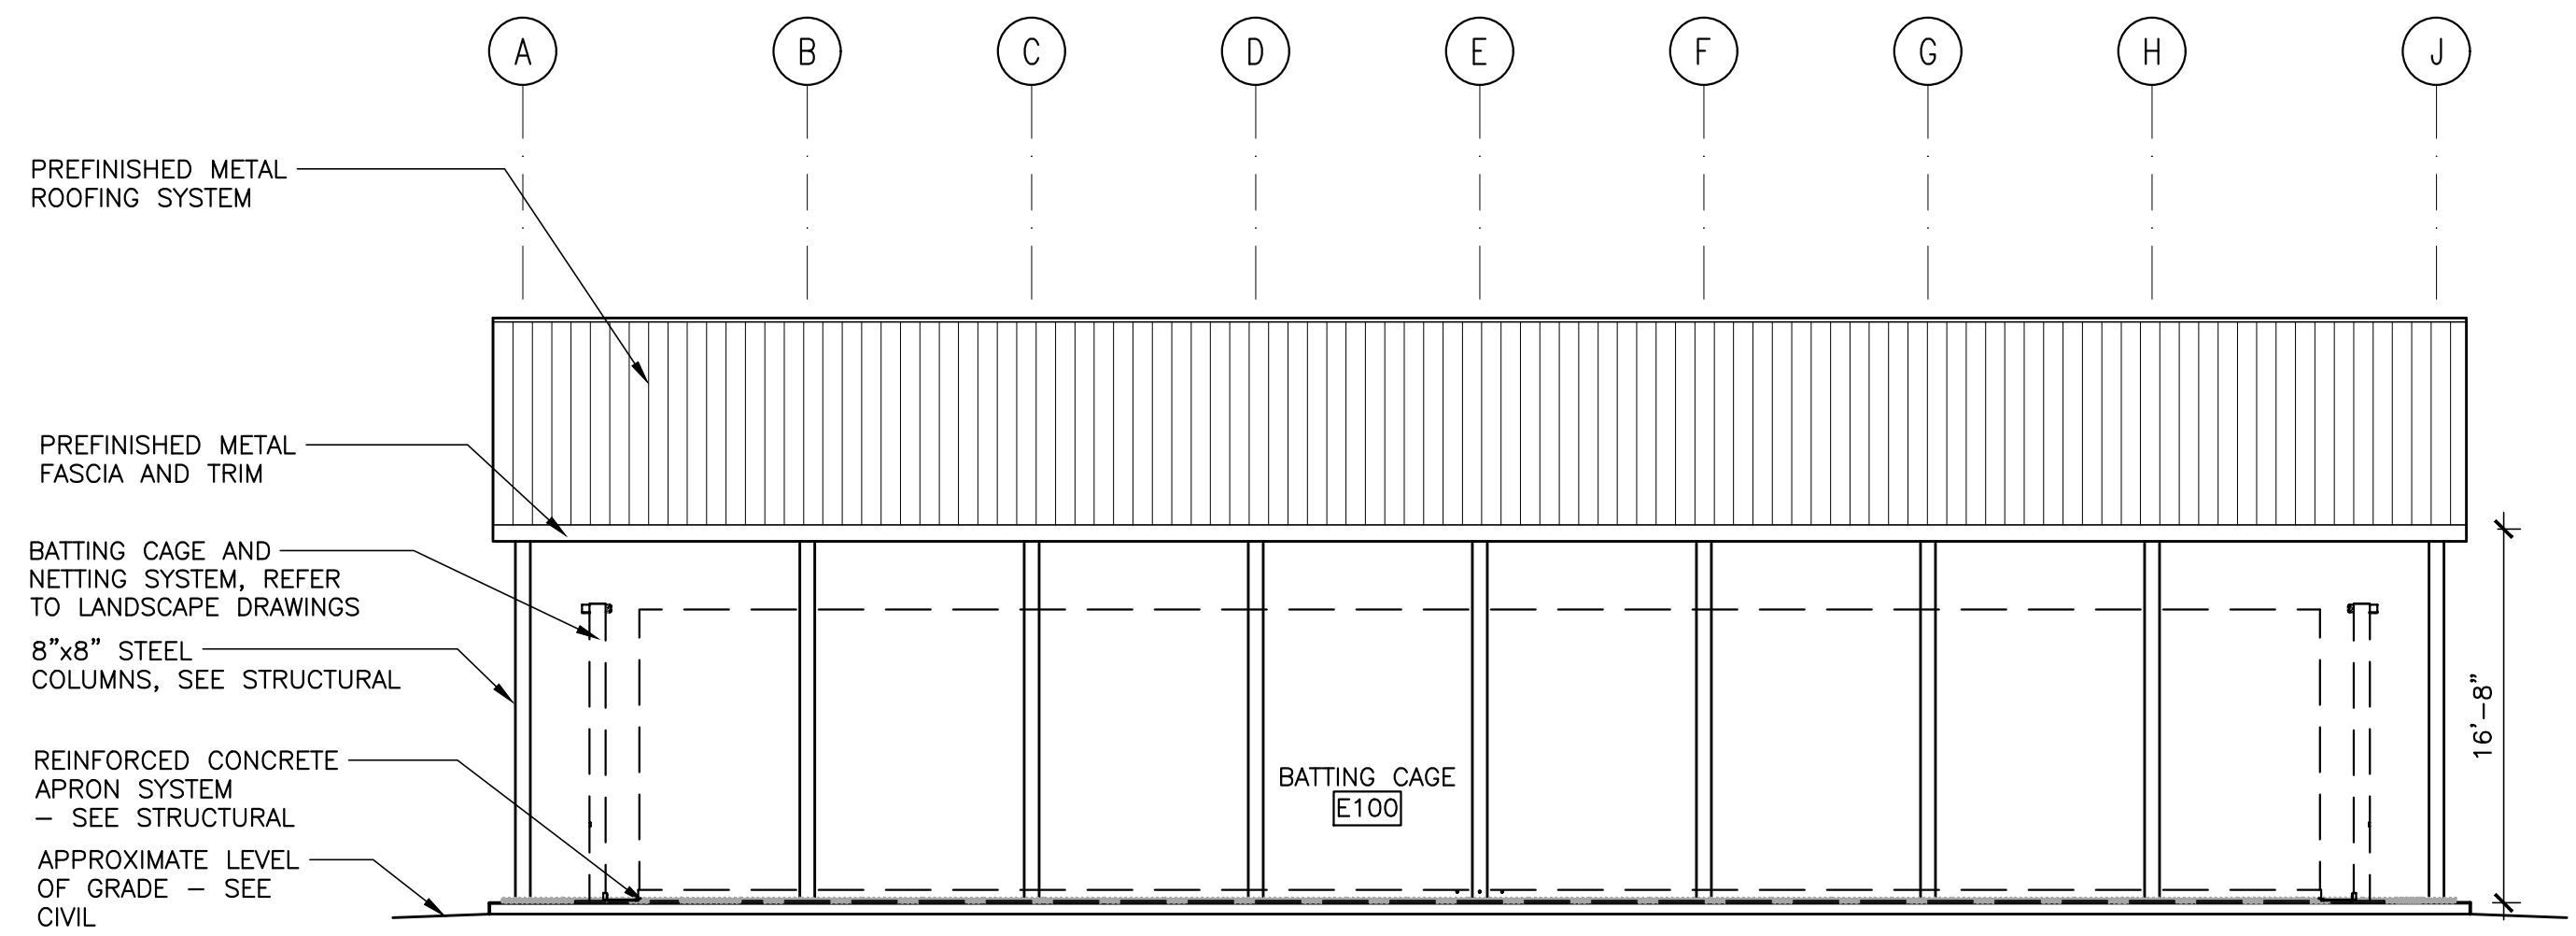 A B C D E F G H J
PREFINISHED METAL
ROOFING SYSTEM
PREFINISHED METAL
FASCIA AND TRIM
BATTING CAGE AND
NETTING SYSTEM, REFER
TO LANDSCAPE DRAWINGS
8"x8" STEEL
COLUMNS, SEE STRUCTURAL
REINFORCED CONCRETE
APRON SYSTEM
– SEE STRUCTURAL
APPROXIMATE LEVEL
OF GRADE – SEE
CIVIL
BATTING CAGE
E100
16'–8"